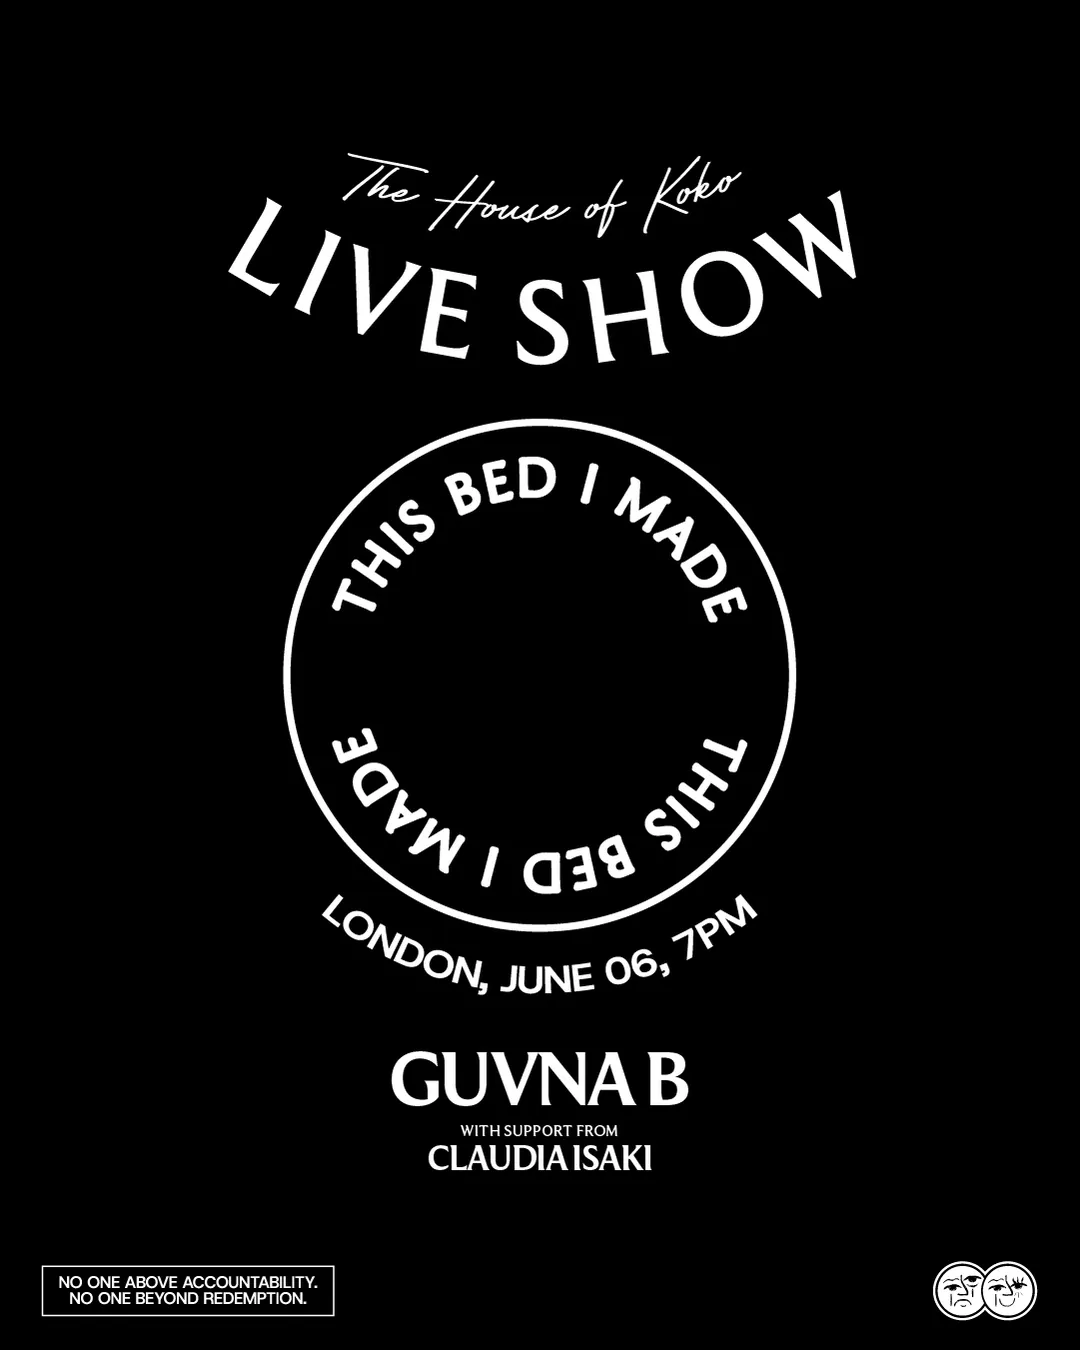 The House of Koko
LIVE SHOW
THIS BED I MADE
THIS BED I MADE
LONDON, JUNE 06, 7PM
GUVNA B
WITH SUPPORT FROM
CLAUDIA ISAKI
NO ONE ABOVE ACCOUNTABILITY.
NO ONE BEYOND REDEMPTION.